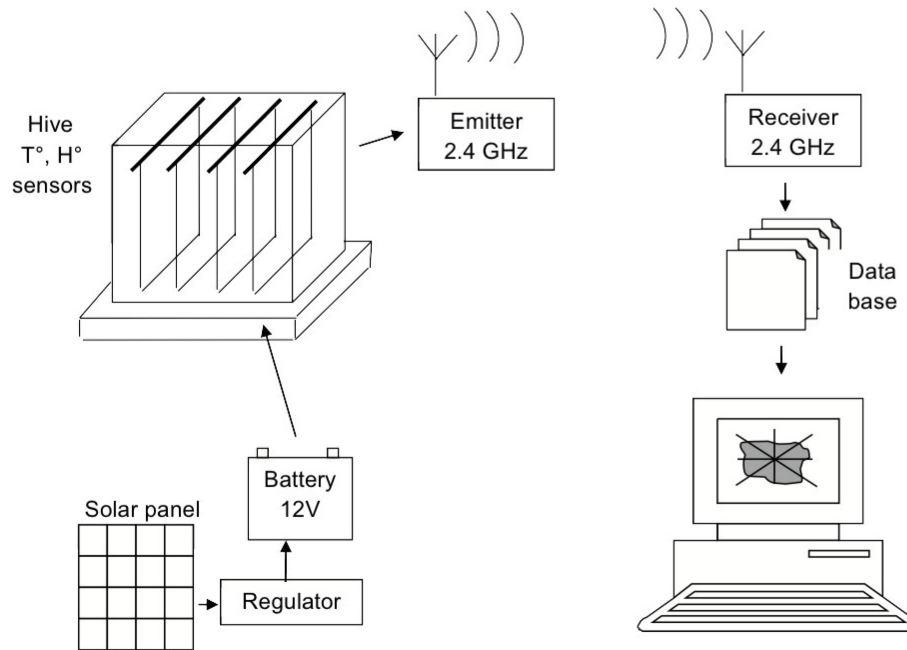 Hive
T°, H°
sensors
Emitter
2.4 GHz
Receiver
2.4 GHz
Data
base
Battery
12V
Solar panel
Regulator